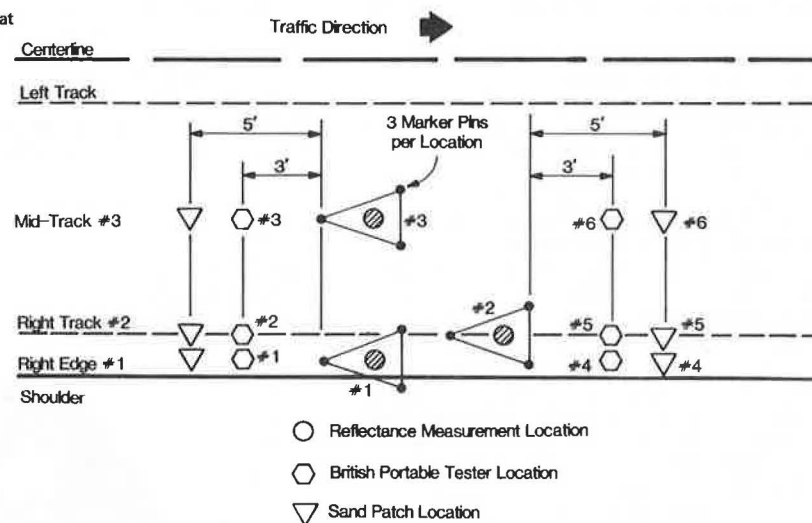 at
Traffic Direction
Centerline
Left Track
5'
5'
3 Marker Pins
per Location
3'
3'
Mid-Track #3
#3
#3
#6
#6
#2
Right Track #2
#2
#5
#5
Right Edge #1
#1
#4
#4
#1
Shoulder
Reflectance Measurement Location
British Portable Tester Location
Sand Patch Location